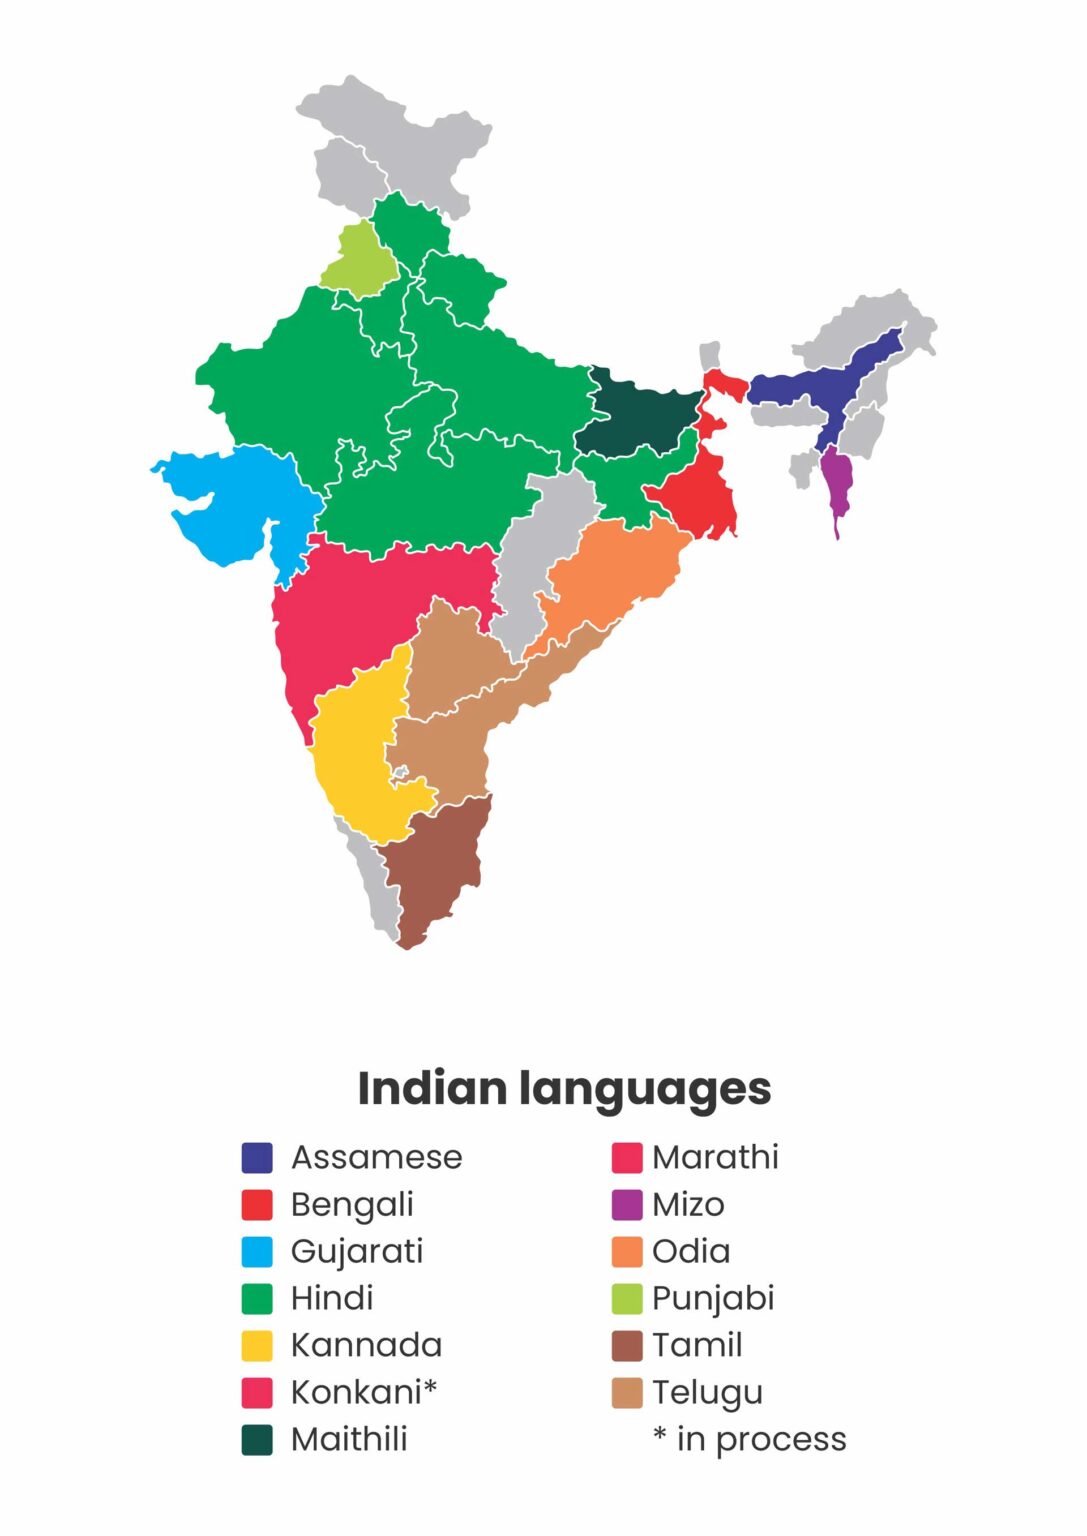 Indian languages
Assamese
Bengali
Gujarati
Hindi
Kannada
Konkani*
Maithili
Marathi
Mizo
Odia
Punjabi
Tamil
Telugu
* in process